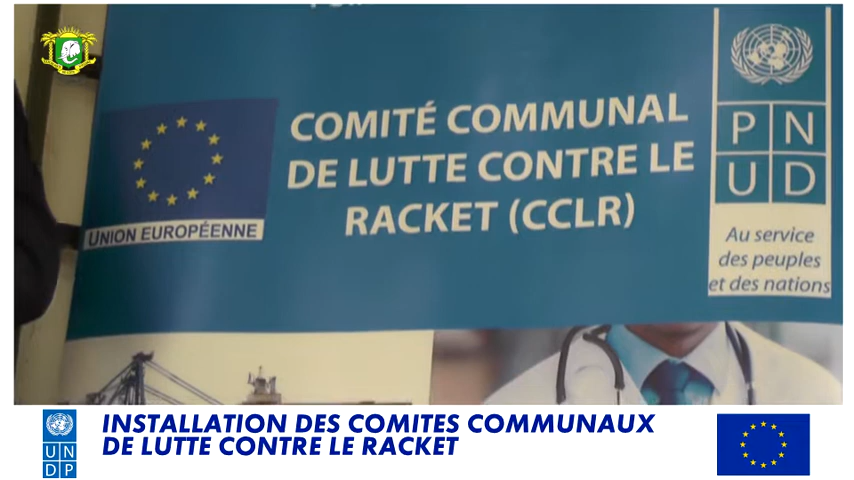 COMITÉ COMMUNAL
DE LUTTE CONTRE LE
RACKET (CCLR)
UNION EUROPÉENNE
P N
U D
Au service
des peuples
et des nations
INSTALLATION DES COMITES COMMUNAUX
DE LUTTE CONTRE LE RACKET
U N
D P